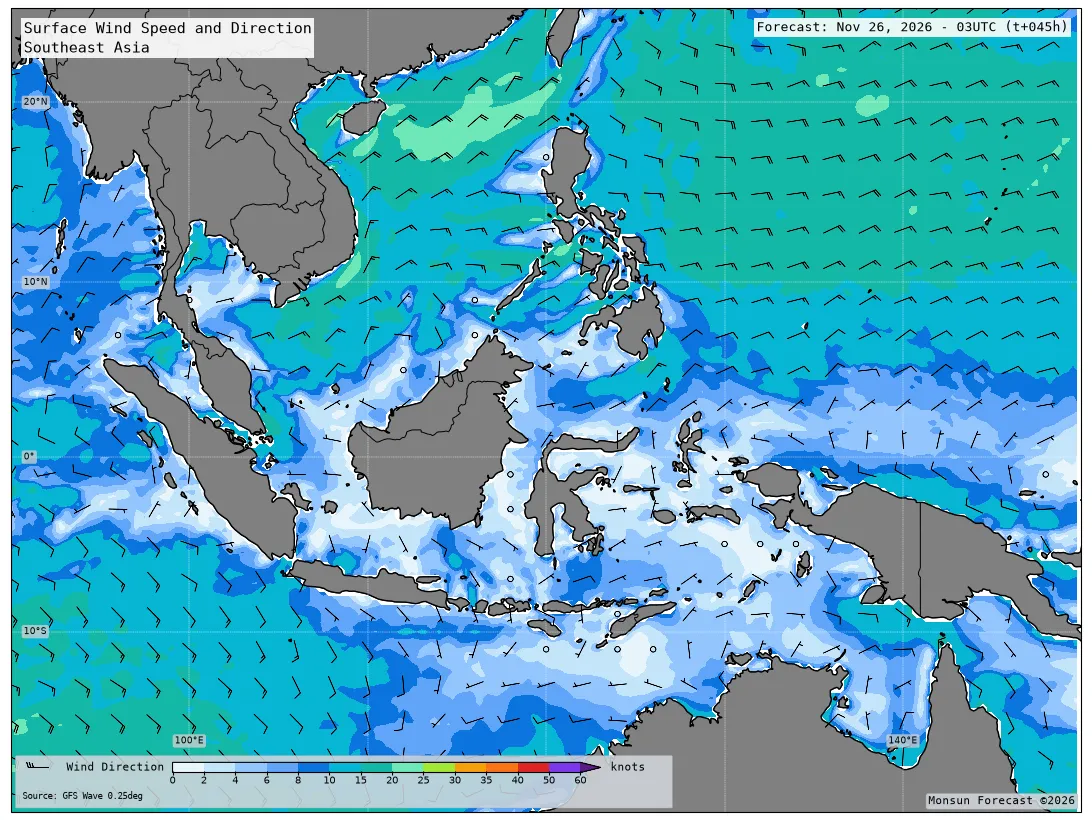 Surface Wind Speed and Direction
Southeast Asia
Forecast: Nov 26, 2026 - 03UTC (t+045h)
20°N
10°N
0°
10°S
100°E
140°E
Wind Direction
knots
0 2 4 6 8 10 15 20 25 30 35 40 50 60
Source: GFS Wave 0.25deg
Monsun Forecast ©2026